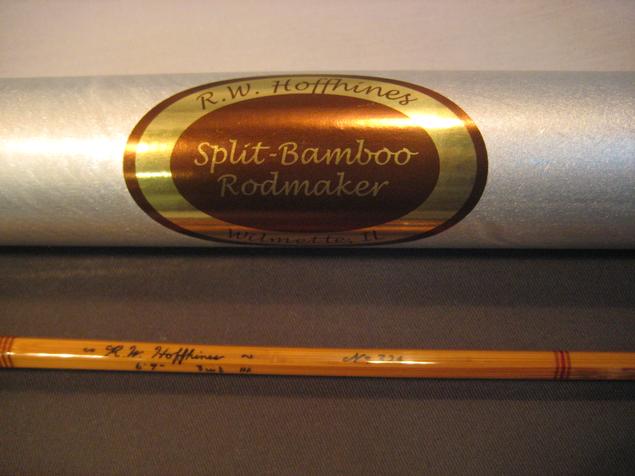 R.W. Hoffhines
Split-Bamboo
Rodmaker
Wilmette, IL
~ R.W. Hoffhines ~